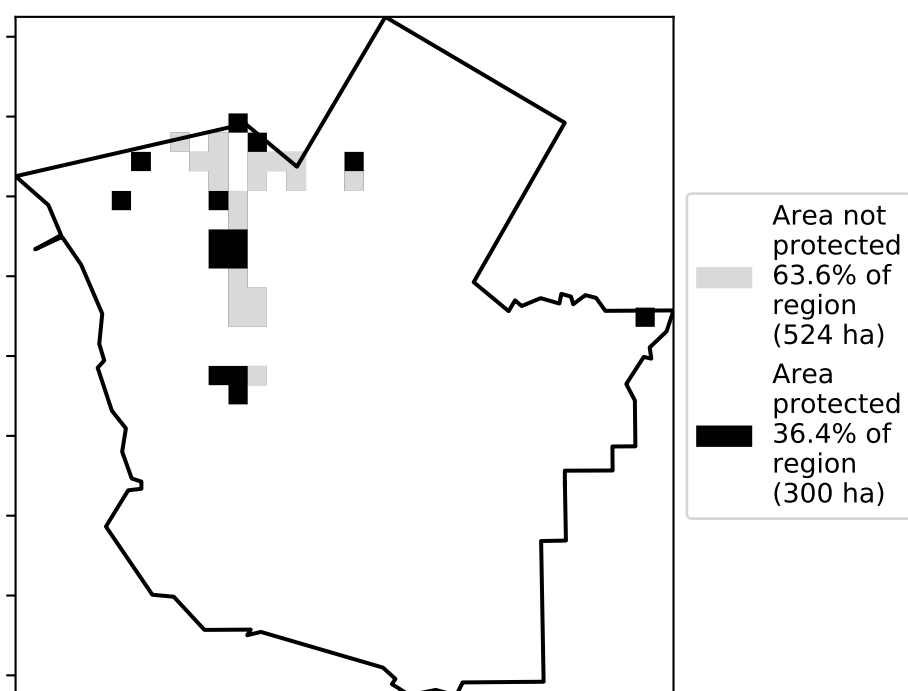 Area not
protected
63.6% of
region
(524 ha)
Area
protected
36.4% of
region
(300 ha)